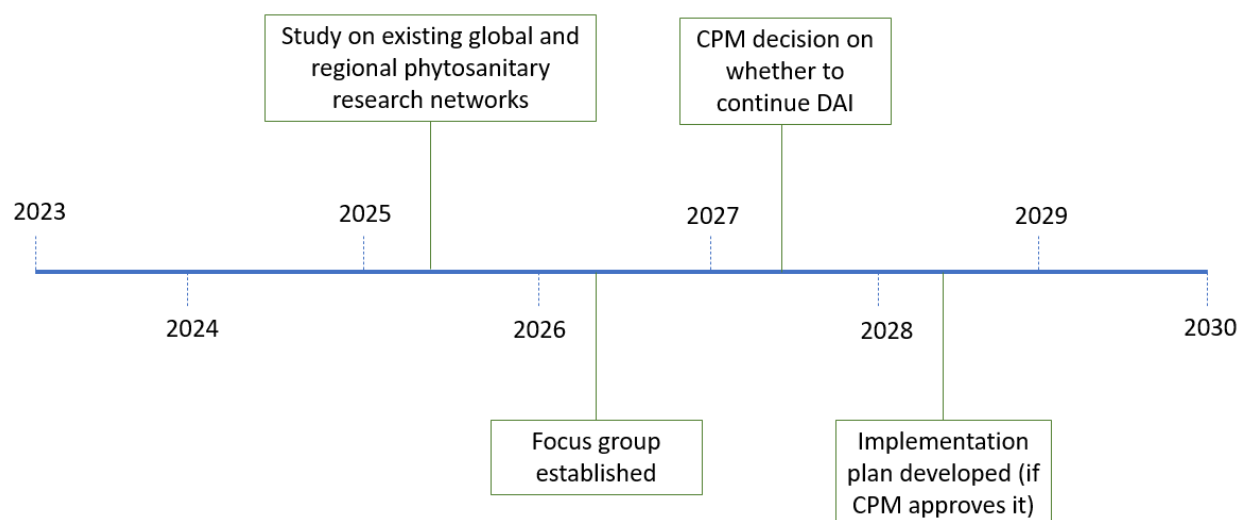 Study on existing global and
regional phytosanitary
research networks
CPM decision on
whether to
continue DAI
2023
2025
2027
2029
2024
2026
2028
2030
Focus group
established
Implementation
plan developed (if
CPM approves it)